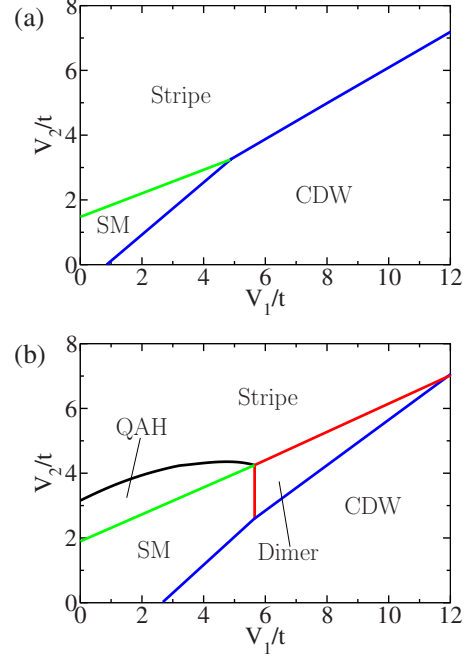 (a)
8
6
4
2
0
V₂/t
Stripe
SM
CDW
0 2 4 6 8 10 12
V₁/t
(b)
8
6
4
2
0
V₂/t
Stripe
QAH
SM
Dimer
CDW
0 2 4 6 8 10 12
V₁/t